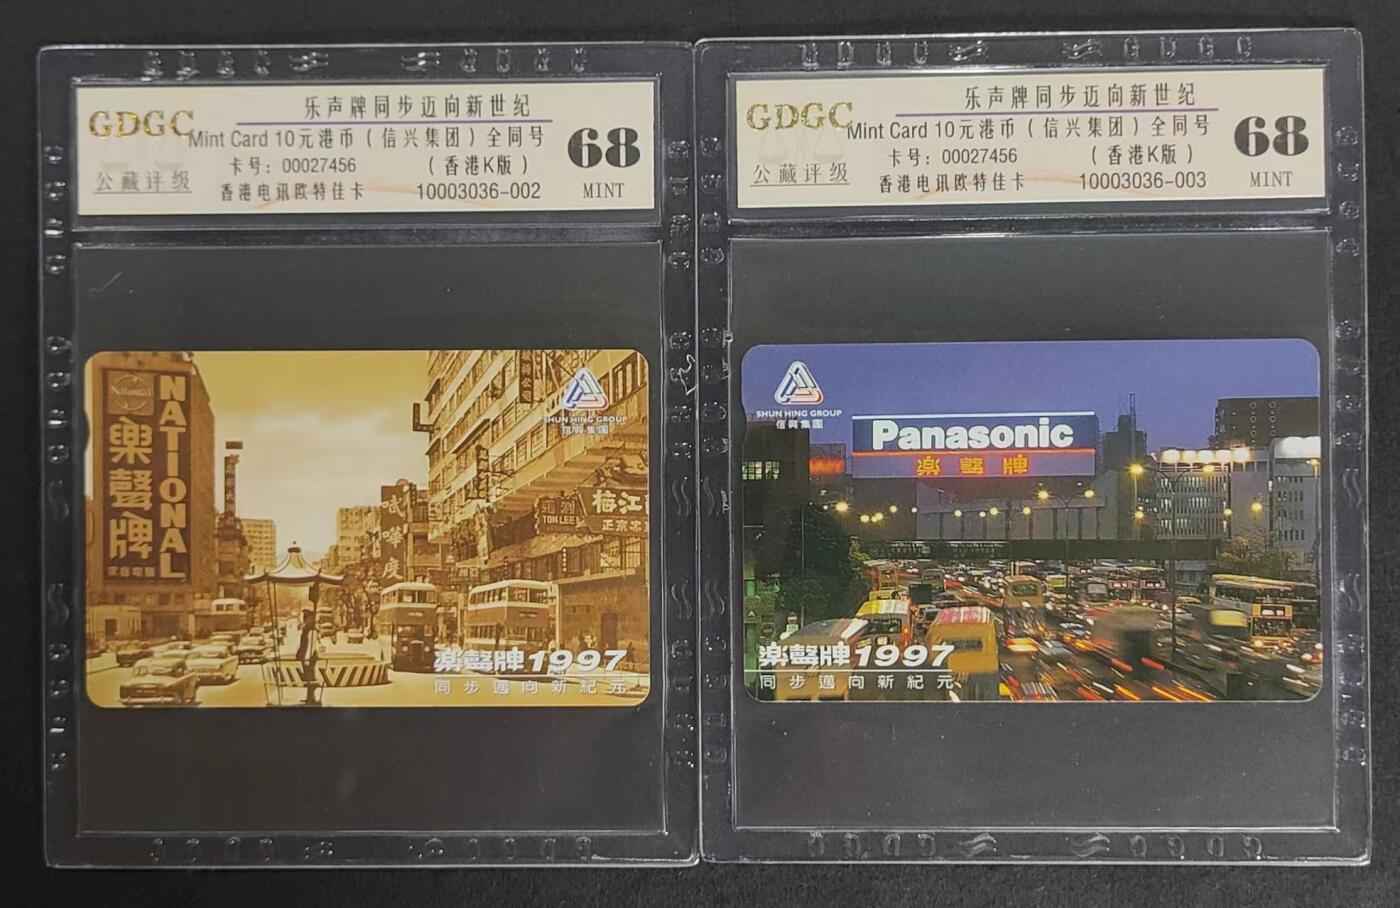 GDGC
公藏评级
乐声牌同步迈向新世纪
Mint Card 10元港币（信兴集团）全同号
卡号：00027456 （香港K版）
香港电讯欧特佳卡 10003036-002
68
MINT
National
樂聲牌
NATIONAL
SHUN HING GROUP
信興集團
TOM LEE
梅江
正宗
樂聲牌1997
同步邁向新紀元
GDGC
公藏评级
乐声牌同步迈向新世纪
Mint Card 10元港币（信兴集团）全同号
卡号：00027456 （香港K版）
香港电讯欧特佳卡 10003036-003
68
MINT
SHUN HING GROUP
信興集團
Panasonic
樂聲牌
樂聲牌1997
同步邁向新紀元